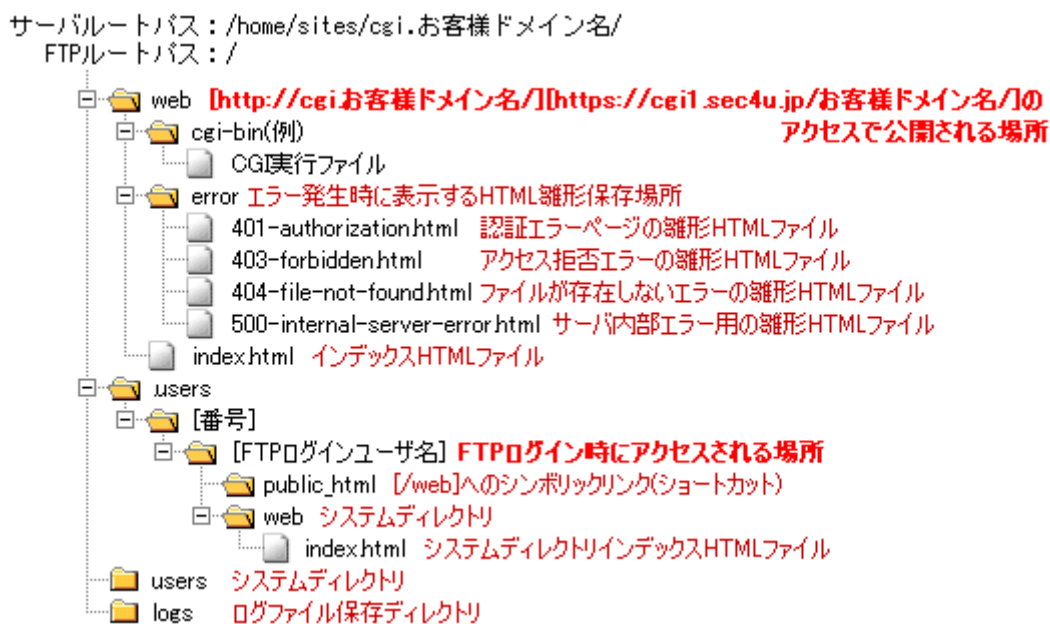 サーバルートパス：/home/sites/cgi.お客様ドメイン名/
FTPルートパス：/
web [http://cgi.お客様ドメイン名/][https://cgi1.sec4u.jp/お客様ドメイン名/]の
アクセスで公開される場所
cgi-bin(例)
CGI実行ファイル
error エラー発生時に表示するHTML雛形保存場所
401-authorization.html 認証エラーページの雛形HTMLファイル
403-forbidden.html アクセス拒否エラーの雛形HTMLファイル
404-file-not-found.html ファイルが存在しないエラーの雛形HTMLファイル
500-internal-server-error.html サーバ内部エラー用の雛形HTMLファイル
index.html インデックスHTMLファイル
.users
[番号]
[FTPログインユーザ名] FTPログイン時にアクセスされる場所
public_html [/web]へのシンボリックリンク(ショートカット)
web システムディレクトリ
index.html システムディレクトリインデックスHTMLファイル
users システムディレクトリ
logs ログファイル保存ディレクトリ